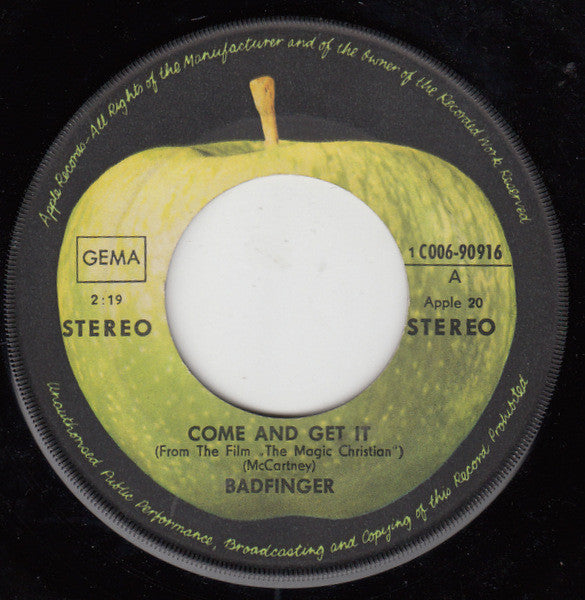 Apple Records - All Rights of the Manufacturer and of the Owner of the Recorded Work Reserved
GEMA
2:19
STEREO
1 C006-90916
A
Apple 20
STEREO
COME AND GET IT
(From The Film „The Magic Christian")
(McCartney)
BADFINGER
Unauthorised Public Performance, Broadcasting and Copying of this Record Prohibited